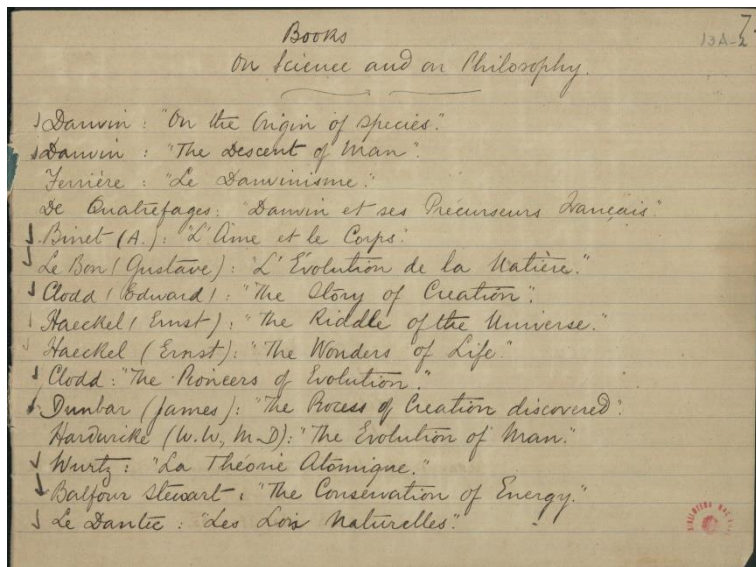 7.
13A-2
Books
On Science and on Philosophy.
Darwin: "On the Origin of species."
Darwin: "The Descent of Man".
Ferrière: "Le Darwinisme."
De Quatrefages: "Darwin et ses Précurseurs français."
Binet (A.): "L'Âme et le Corps."
Le Bon (Gustave): "L'Évolution de la Matière."
Clodd (Edward): "The Story of Creation."
Haeckel (Ernst): "The Riddle of the Universe."
Haeckel (Ernst): "The Wonders of Life."
Clodd: "The Pioneers of Evolution."
Dunbar (James): "The Process of Creation discovered."
Hardwicke (W.W., M.D): "The Evolution of Man."
Wurtz: "La Théorie Atomique."
Balfour Stewart: "The Conservation of Energy."
Le Dantec: "Les Lois Naturelles."